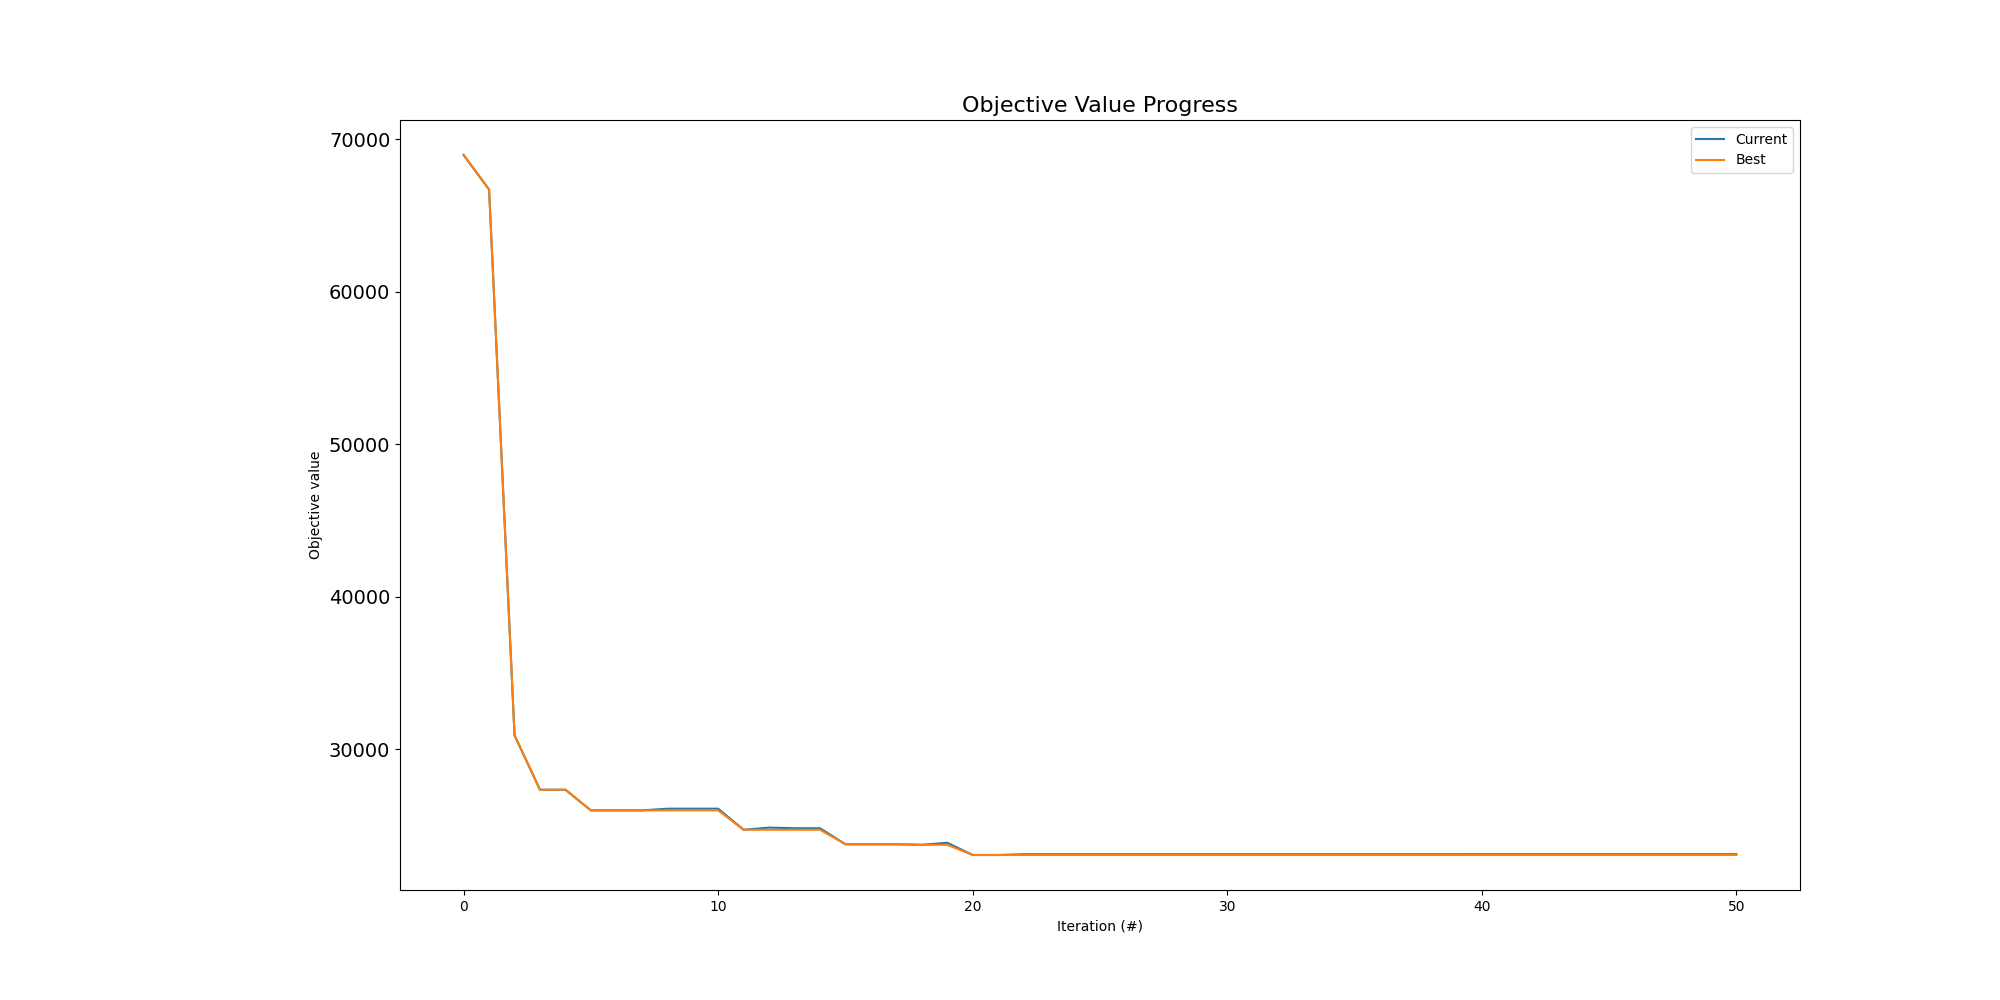 Objective Value Progress
Current
Best
70000
60000
50000
40000
30000
Objective value
0 10 20 30 40 50
Iteration (#)